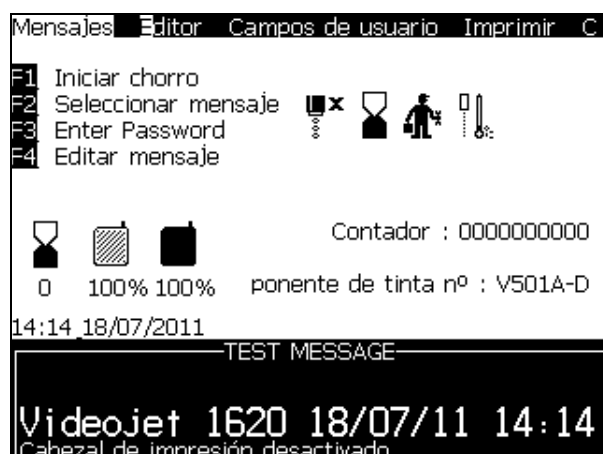 Mensajes Editor Campos de usuario Imprimir C
F1 Iniciar chorro
F2 Seleccionar mensaje
F3 Enter Password
F4 Editar mensaje
Contador : 0000000000
0 100% 100% ponente de tinta nº : V501A-D
14:14 18/07/2011
TEST MESSAGE
Videojet 1620 18/07/11 14:14
Cabezal de impresión desactivado